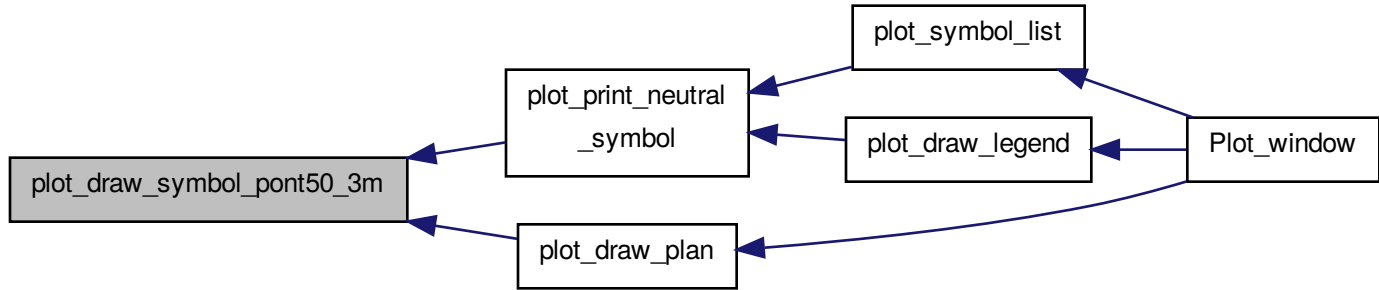 plot_symbol_list
plot_print_neutral
_symbol
plot_draw_legend
Plot_window
plot_draw_symbol_pont50_3m
plot_draw_plan